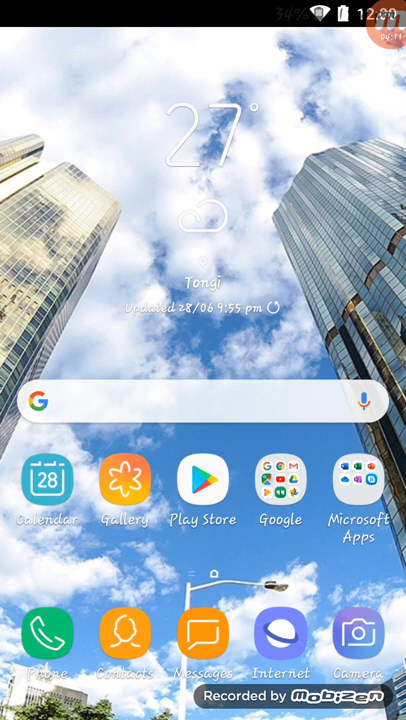 34% 12:00
04:11
27°
Tongi
Updated 28/06 9:55 pm
G
28
Calendar Gallery Play Store Google Microsoft Apps
Phone Contacts Messages Internet Camera
Recorded by mobizen